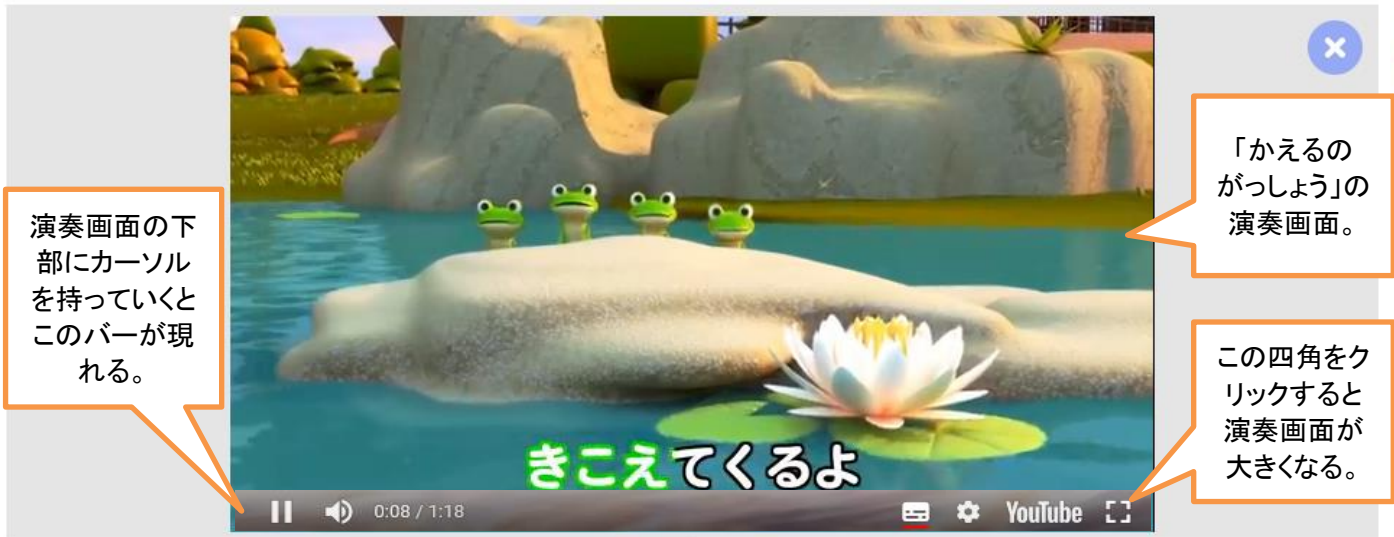 「かえるの
がっしょう」の
演奏画面。
演奏画面の下
部にカーソル
を持っていくと
このバーが現
れる。
この四角をク
リックすると
演奏画面が
大きくなる。
きこえてくるよ
0:08 / 1:18
YouTube